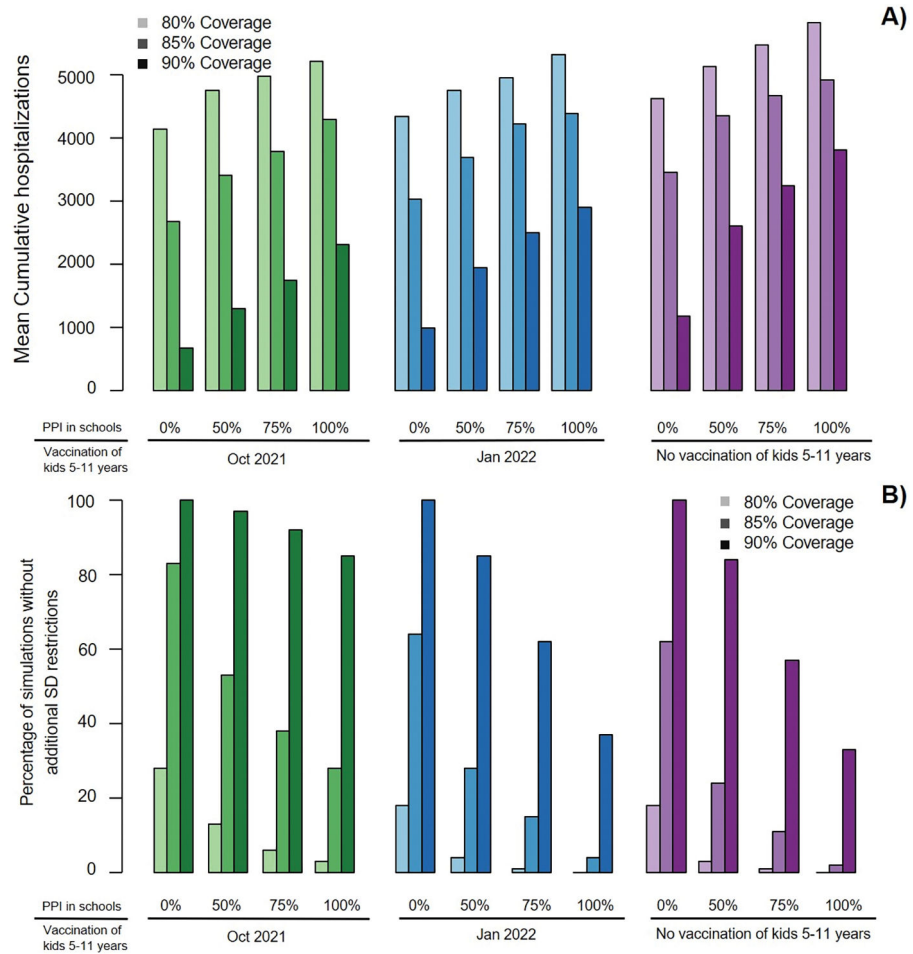 A)
80% Coverage
85% Coverage
90% Coverage
Mean Cumulative hospitalizations
5000
4000
3000
2000
1000
0
PPI in schools 0% 50% 75% 100% 0% 50% 75% 100% 0% 50% 75% 100%
Vaccination of
kids 5-11 years
Oct 2021 Jan 2022 No vaccination of kids 5-11 years
B)
80% Coverage
85% Coverage
90% Coverage
Percentage of simulations without
additional SD restrictions
100
80
60
40
20
0
PPI in schools 0% 50% 75% 100% 0% 50% 75% 100% 0% 50% 75% 100%
Vaccination of
kids 5-11 years
Oct 2021 Jan 2022 No vaccination of kids 5-11 years